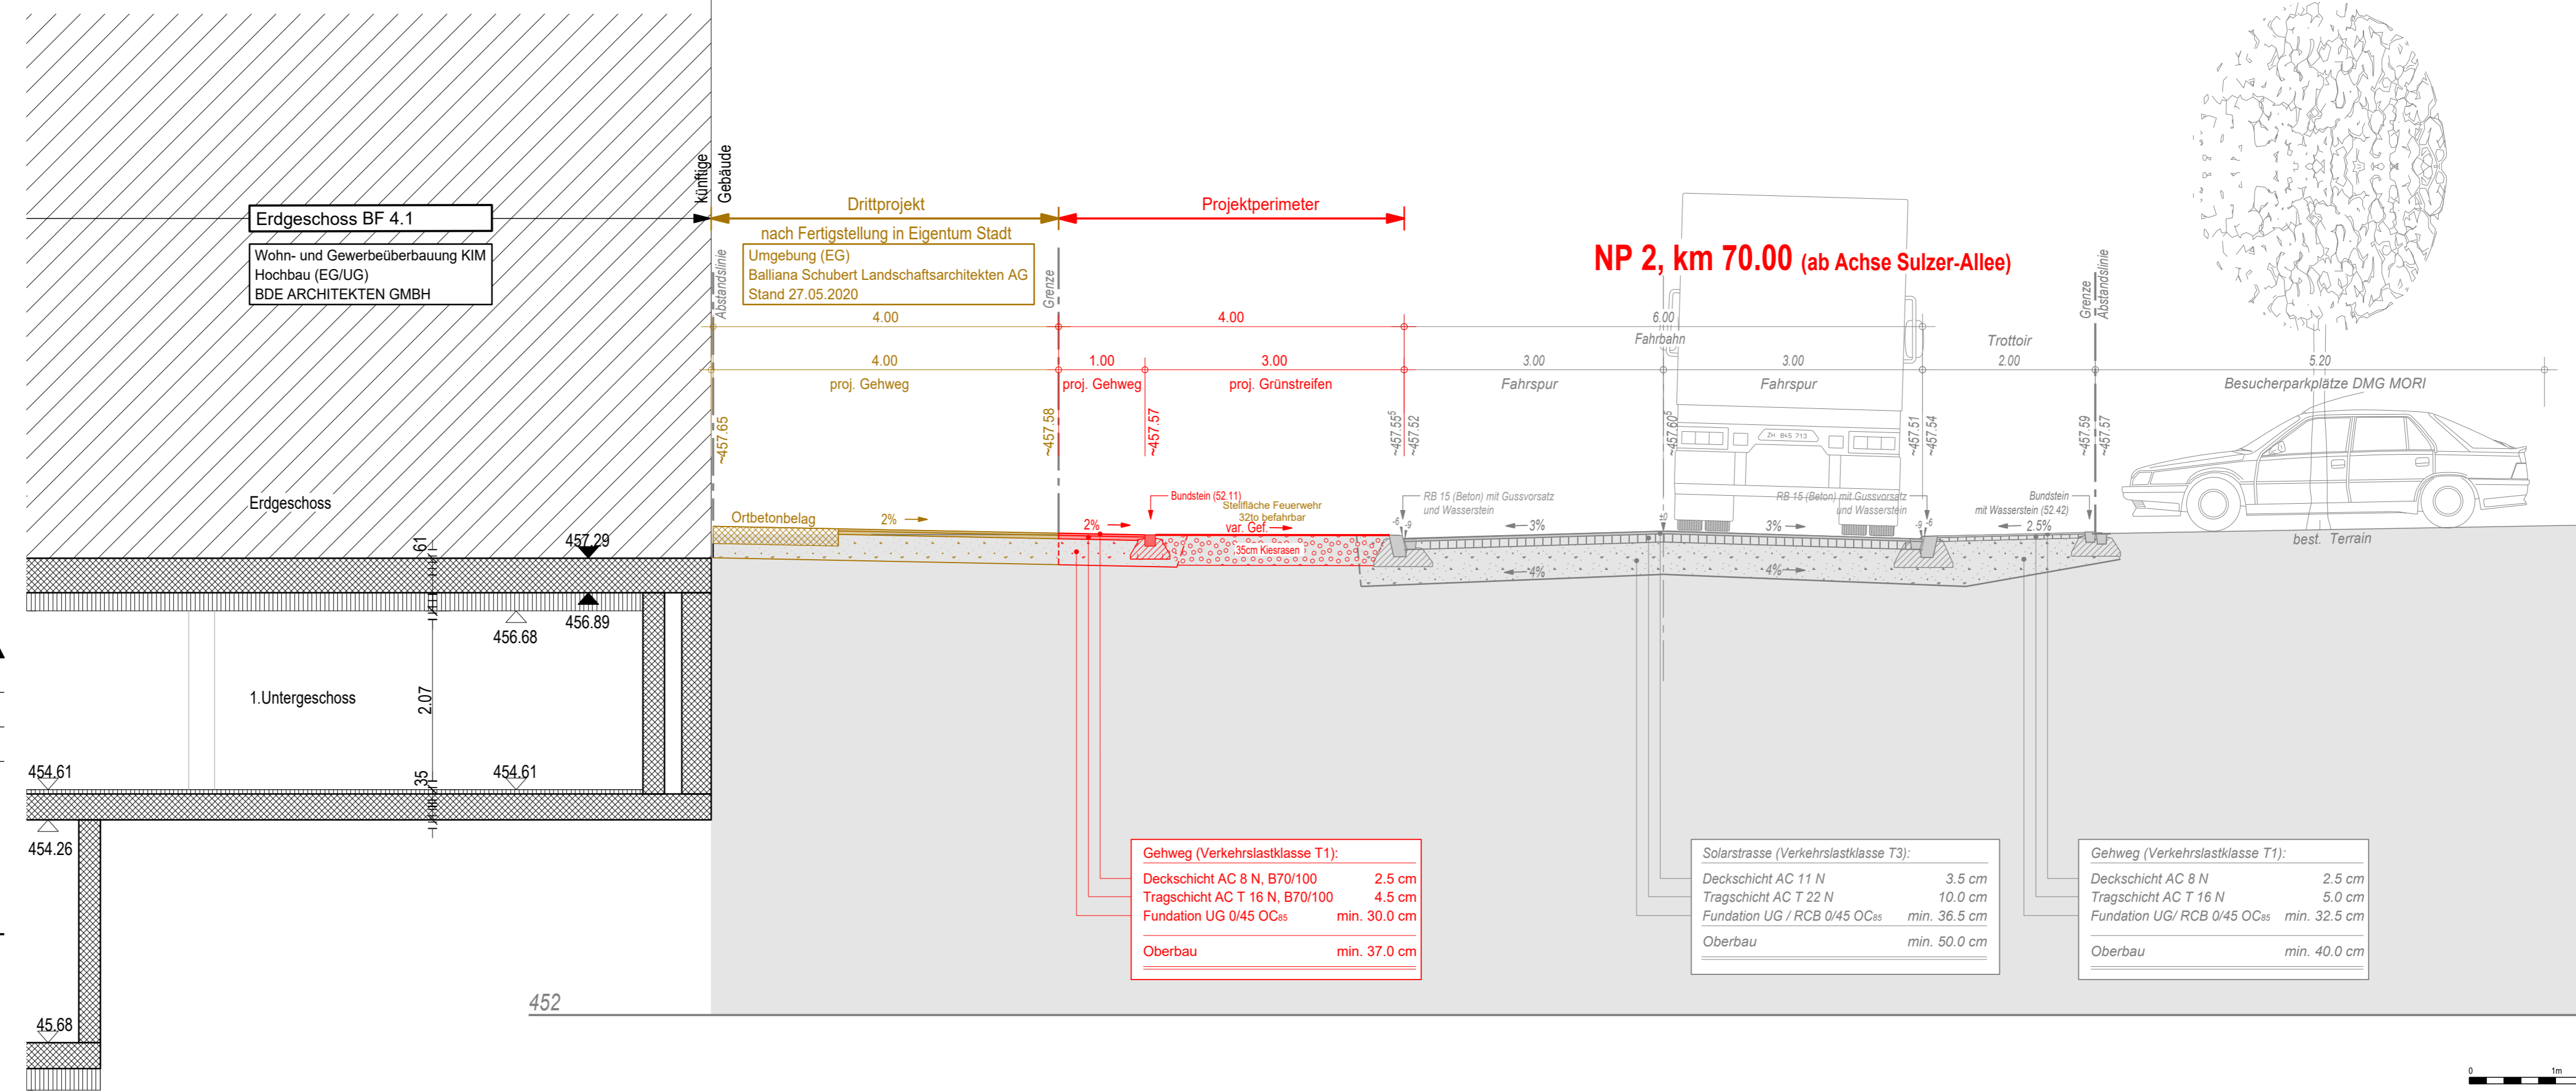 künftige
Gebäude
Erdgeschoss BF 4.1
Wohn- und Gewerbeüberbauung KIM
Hochbau (EG/UG)
BDE ARCHITEKTEN GMBH
Drittprojekt
nach Fertigstellung in Eigentum Stadt
Umgebung (EG)
Balliana Schubert Landschaftsarchitekten AG
Stand 27.05.2020
Projektperimeter
NP 2, km 70.00 (ab Achse Sulzer-Allee)
Abstandslinie
Grenze
Grenze
Abstandslinie
4.00
4.00
6.00
Fahrbahn
Trottoir
4.00
1.00
3.00
3.00
3.00
2.00
5.20
proj. Gehweg
proj. Gehweg
proj. Grünstreifen
Fahrspur
Fahrspur
Besucherparkplätze DMG MORI
~457.65
~457.58
~457.57
~457.55⁵
~457.52
~457.60⁵
~457.51
~457.54
~457.59
~457.57
ZH 845 713
Erdgeschoss
Ortbetonbelag
2%
2%
Bundstein (52.11)
Stellfläche Feuerwehr
32to befahrbar
var. Gef.
35cm Kiesrasen
RB 15 (Beton) mit Gussvorsatz
und Wasserstein
-6
-9
3%
±0
3%
RB 15 (Beton) mit Gussvorsatz
und Wasserstein
-9
-6
Bundstein
mit Wasserstein (52.42)
2.5%
best. Terrain
4%
4%
61
457.29
456.89
456.68
1.Untergeschoss
2.07
35
454.61
454.61
454.26
45.68
Gehweg (Verkehrslastklasse T1):
Deckschicht AC 8 N, B70/100 2.5 cm
Tragschicht AC T 16 N, B70/100 4.5 cm
Fundation UG 0/45 OC₈₅ min. 30.0 cm
Oberbau min. 37.0 cm
Solarstrasse (Verkehrslastklasse T3):
Deckschicht AC 11 N 3.5 cm
Tragschicht AC T 22 N 10.0 cm
Fundation UG / RCB 0/45 OC₈₅ min. 36.5 cm
Oberbau min. 50.0 cm
Gehweg (Verkehrslastklasse T1):
Deckschicht AC 8 N 2.5 cm
Tragschicht AC T 16 N 5.0 cm
Fundation UG/ RCB 0/45 OC₈₅ min. 32.5 cm
Oberbau min. 40.0 cm
452
0 1m